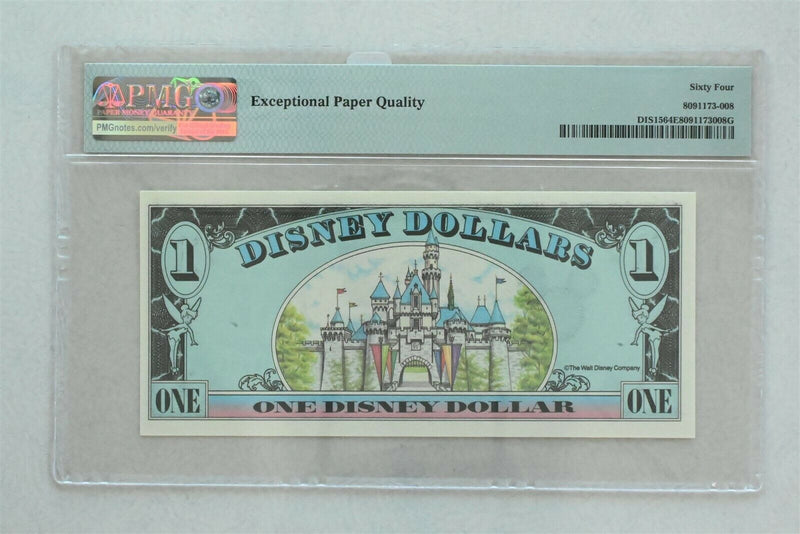 PMG
PAPER MONEY GUARANTY
PMGnotes.com/verify
Exceptional Paper Quality
Sixty Four
8091173-008
DIS1564E8091173008G
1
DISNEY DOLLARS
1
©The Walt Disney Company
ONE
ONE DISNEY DOLLAR
ONE